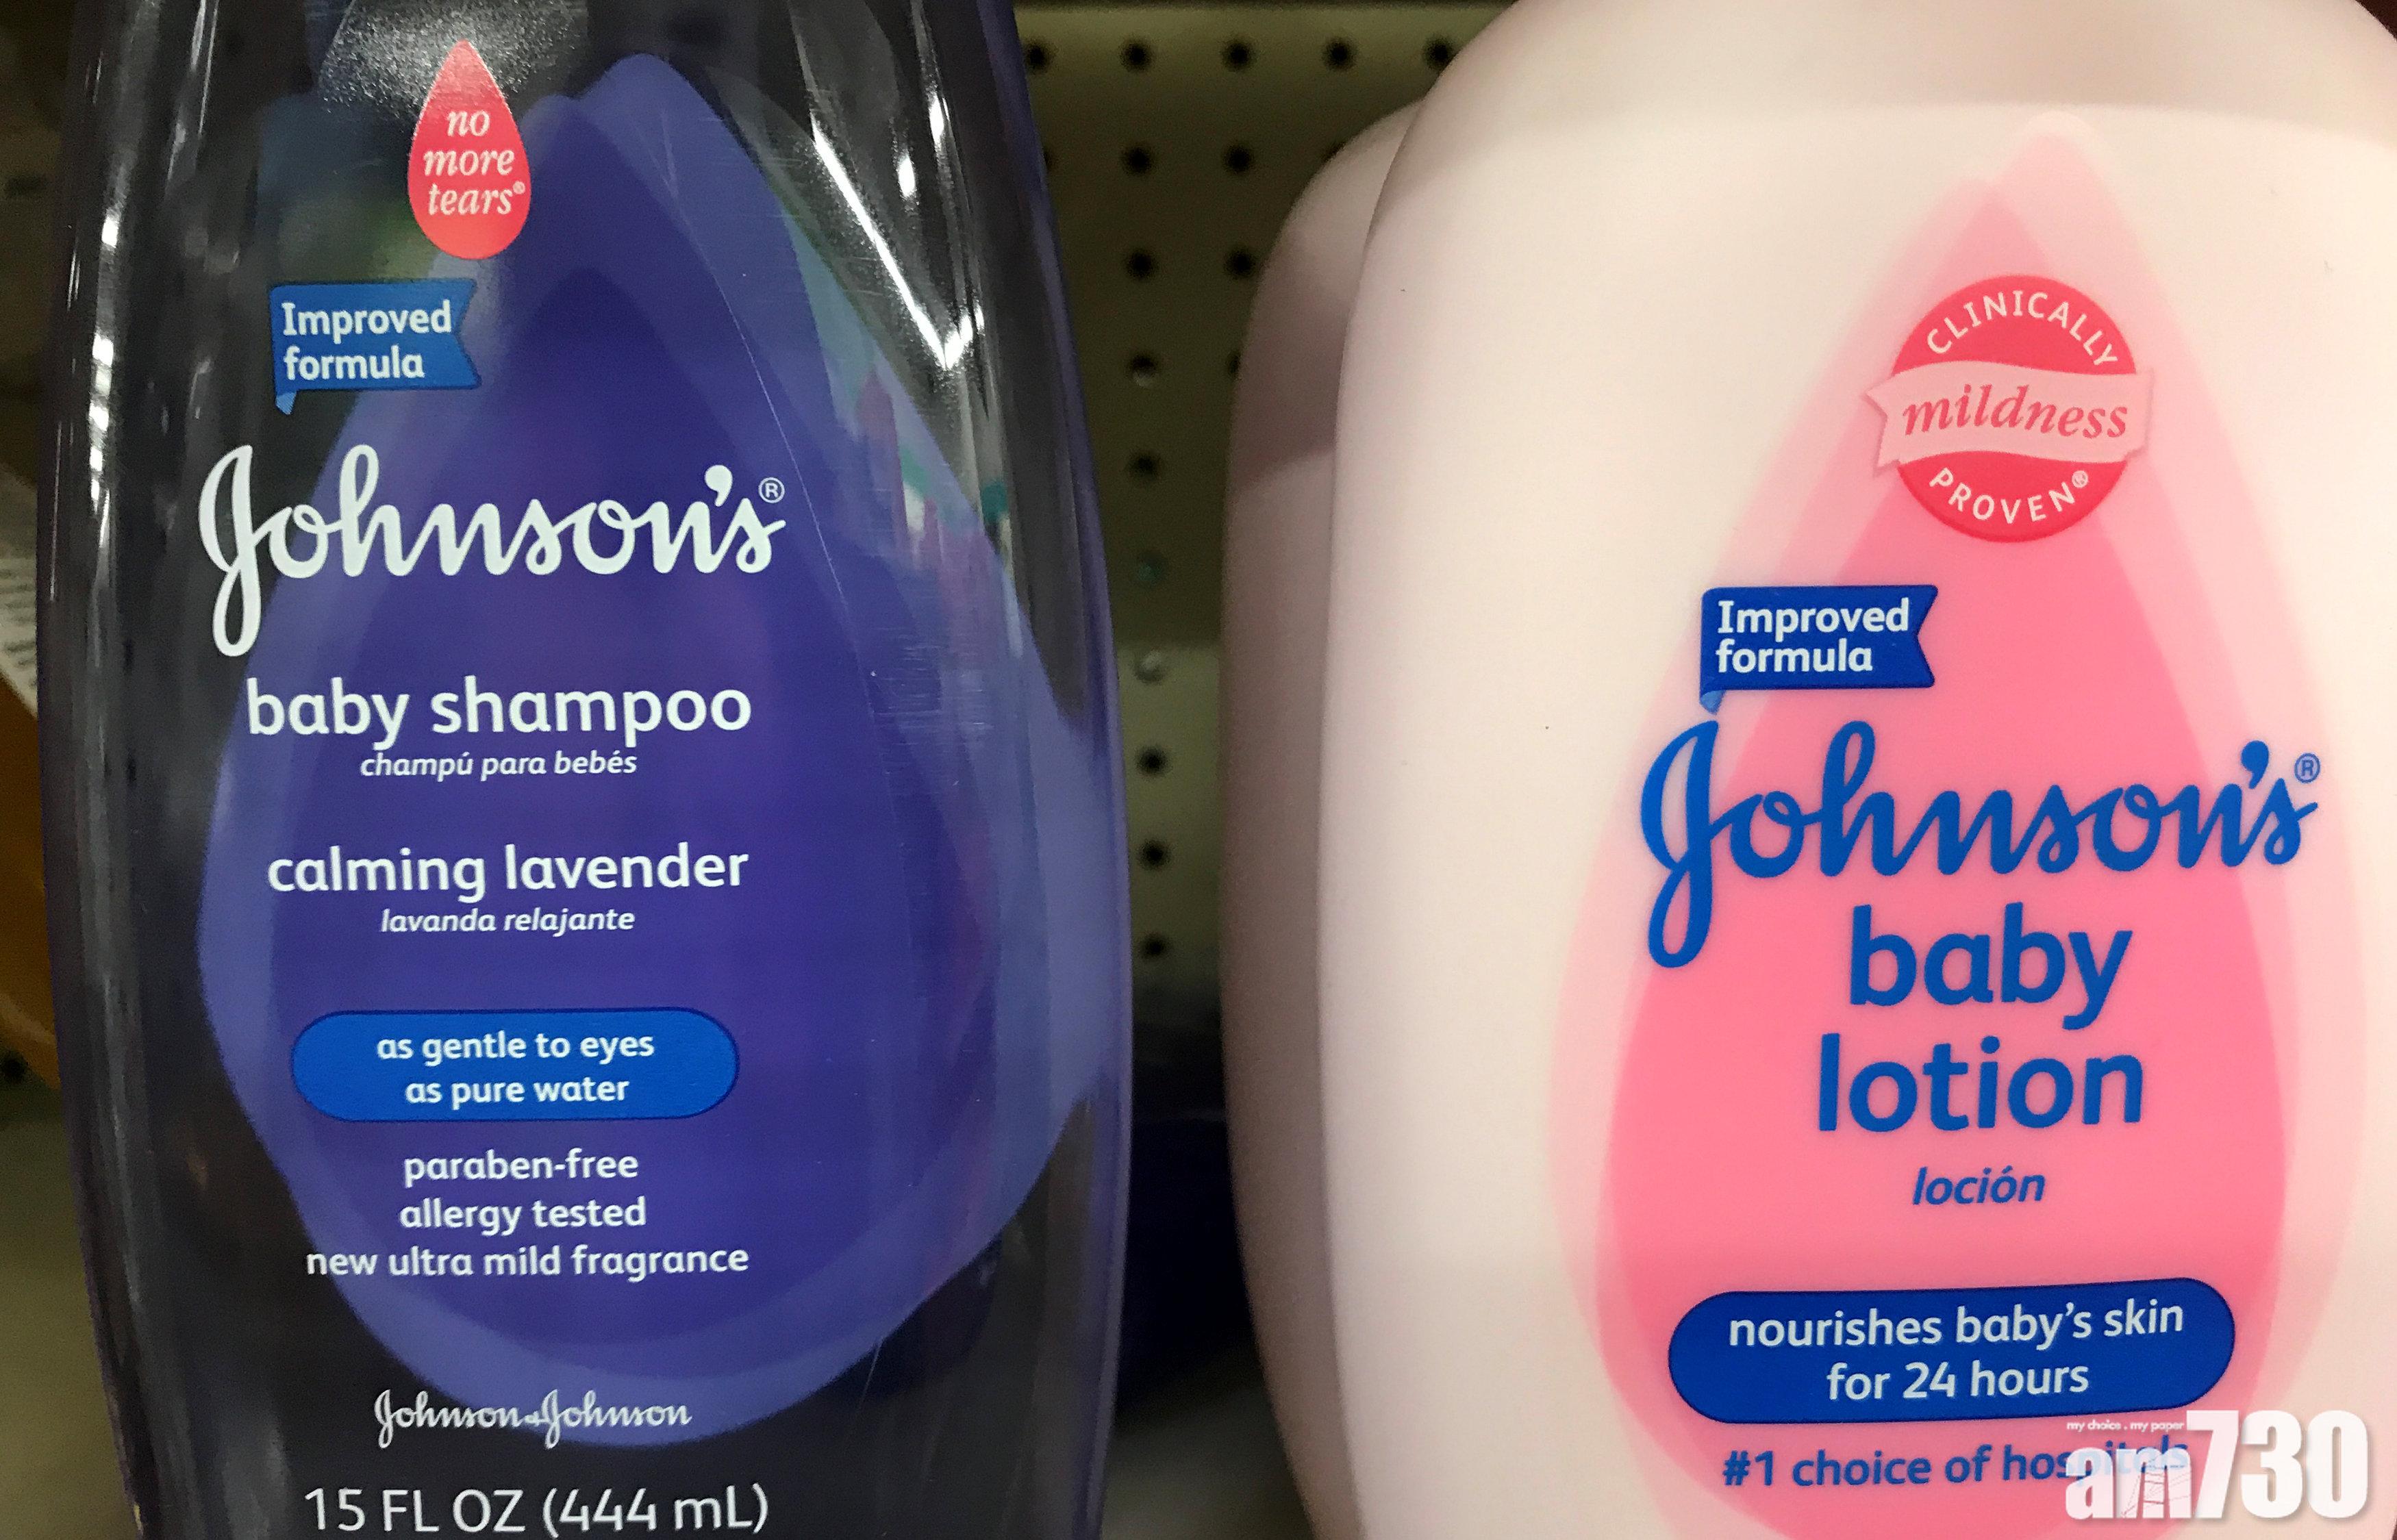 no
more
tears®
Improved
formula
Johnson's®
baby shampoo
champú para bebés
calming lavender
lavanda relajante
as gentle to eyes
as pure water
paraben-free
allergy tested
new ultra mild fragrance
Johnson & Johnson
15 FL OZ (444 mL)
CLINICALLY
mildness
PROVEN®
Improved
formula
Johnson's®
baby
lotion
loción
nourishes baby's skin
for 24 hours
#1 choice of hospitals
my choice . my paper
am730